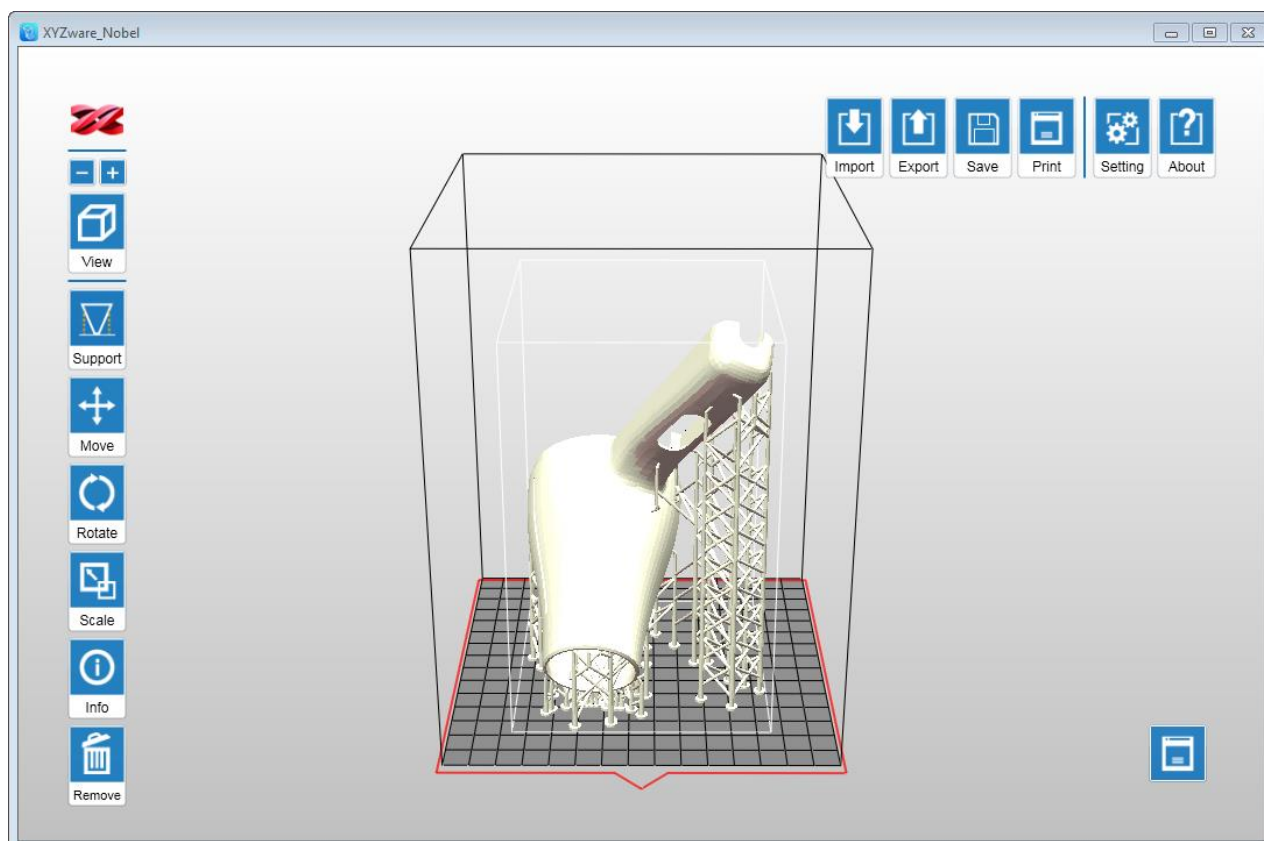 XYZware_Nobel
Import Export Save Print Setting About
View
Support
Move
Rotate
Scale
Info
Remove